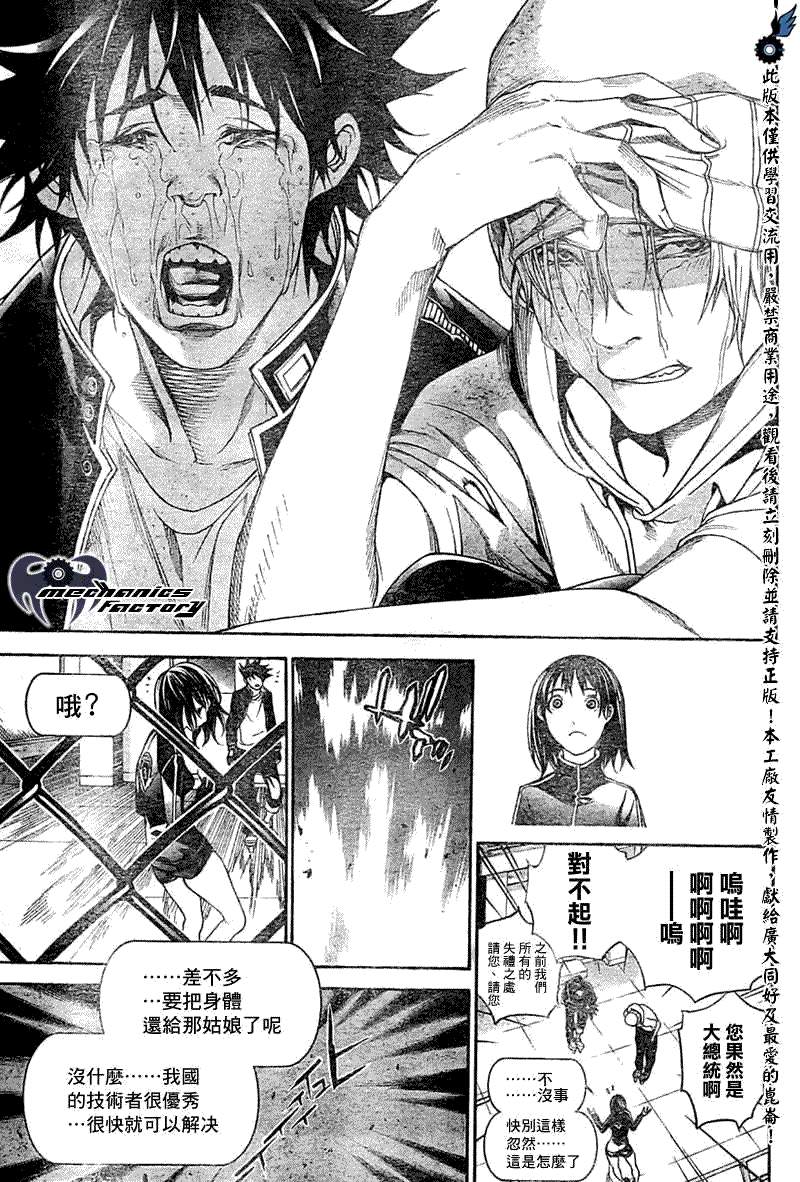 此版本僅供學習交流用，嚴禁商業用途，觀看後請立刻刪除並請支持正版！本工廠友情製作，獻給廣大同好及最愛的崑崙！
mechanics
factory
嗚哇啊
啊啊啊啊
——嗚
對不起!!
之前我們
所有的
失禮之處
請您、請您
您果然是
大總統啊
……不
……沒事
快別這樣
忽然……
這是怎麼了
哦？
……差不多
…要把身體
還給那姑娘了呢
沒什麼……我國
的技術者很優秀
…很快就可以解決